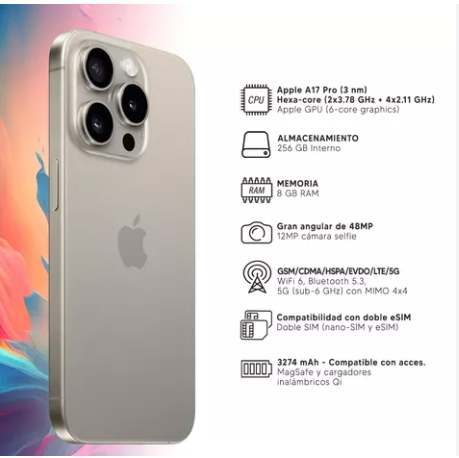 CPU
Apple A17 Pro (3 nm)
Hexa-core (2x3.78 GHz + 4x2.11 GHz)
Apple GPU (6-core graphics)
ALMACENAMIENTO
256 GB Interno
RAM
MEMORIA
8 GB RAM
Gran angular de 48MP
12MP cámara selfie
GSM/CDMA/HSPA/EVDO/LTE/5G
WiFi 6, Bluetooth 5.3,
5G (sub-6 GHz) con MIMO 4x4
Compatibilidad con doble eSIM
Doble SIM (nano-SIM y eSIM)
3274 mAh - Compatible con acces.
MagSafe y cargadores
inalámbricos Qi